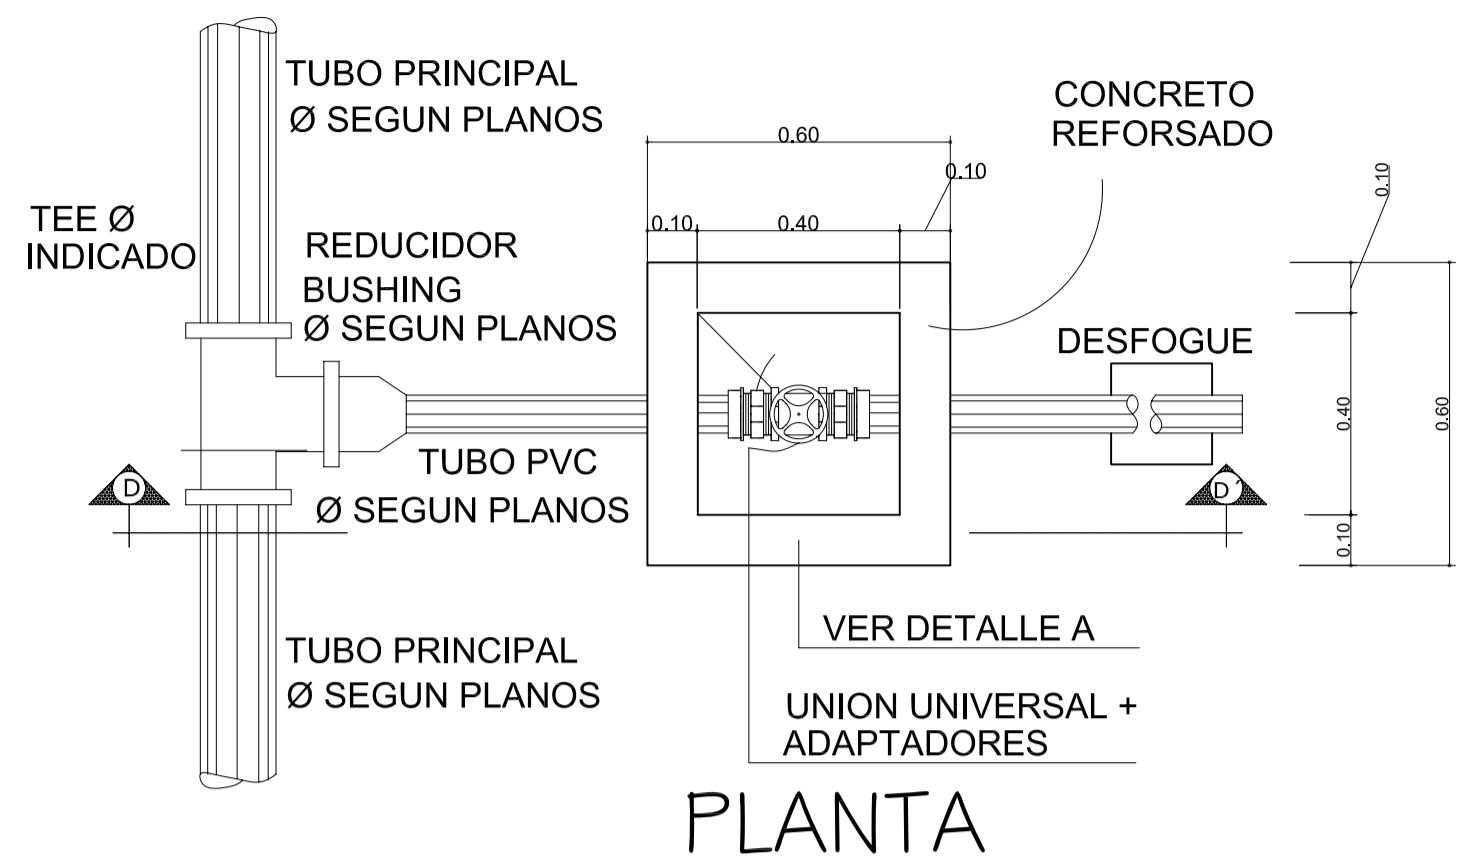 TUBO PRINCIPAL
Ø SEGUN PLANOS
CONCRETO
REFORSADO
0.60
0.10
0.10
TEE Ø
INDICADO
0.10
0.40
REDUCIDOR
BUSHING
Ø SEGUN PLANOS
DESFOGUE
0.40
0.60
TUBO PVC
Ø SEGUN PLANOS
D
D´
0.10
VER DETALLE A
TUBO PRINCIPAL
Ø SEGUN PLANOS
UNION UNIVERSAL +
ADAPTADORES
PLANTA